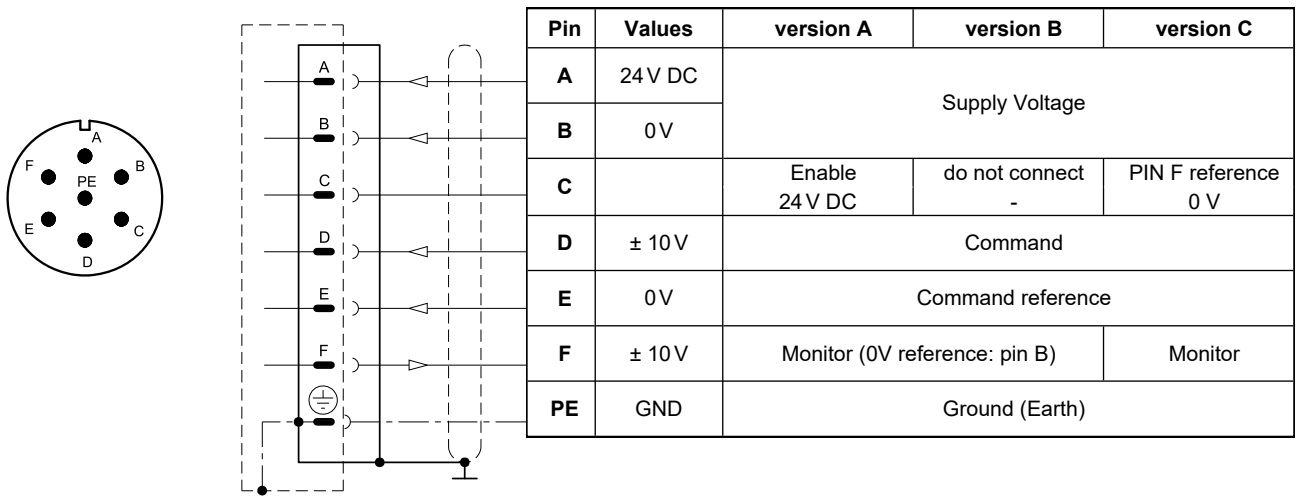 A
F
B
PE
E
C
D
A
B
C
D
E
F
Pin Values version A version B version C
A 24 V DC
Supply Voltage
B 0 V
C Enable do not connect PIN F reference
24 V DC - 0 V
D ± 10 V Command
E 0 V Command reference
F ± 10 V Monitor (0V reference: pin B) Monitor
PE GND Ground (Earth)